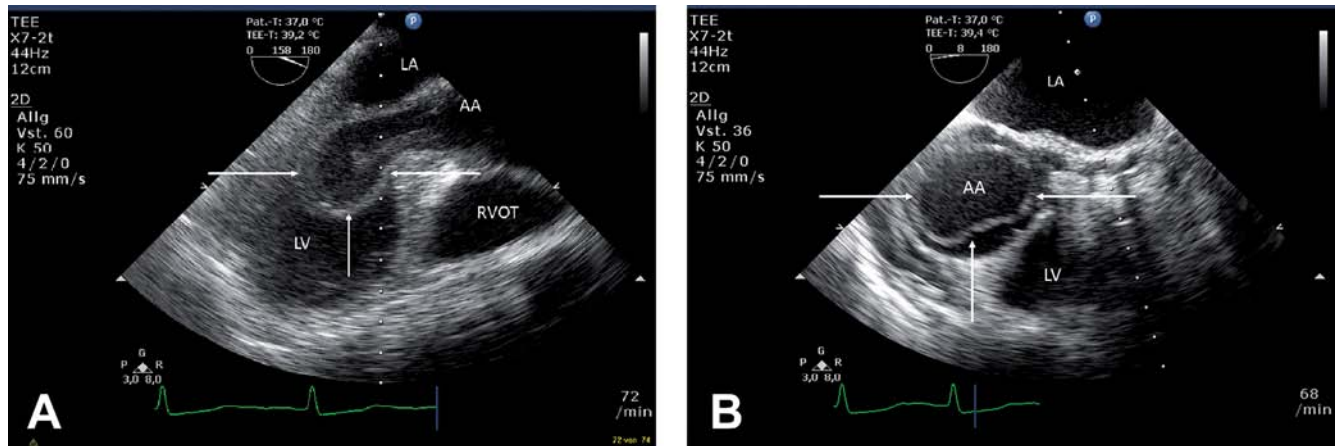 TEE
X7-2t
44Hz
12cm
2D
Allg
Vst. 60
K 50
4/2/0
75 mm/s
Pat.-T: 37,0 °C
TEE-T: 39,2 °C
0 158 180
P
LA
AA
LV
RVOT
G
P R
3,0 8,0
72
/min
72 von 74
A
TEE
X7-2t
44Hz
12cm
2D
Allg
Vst. 36
K 50
4/2/0
75 mm/s
Pat.-T: 37,0 °C
TEE-T: 39,4 °C
0 8 180
P
LA
AA
LV
G
P R
3,0 8,0
68
/min
B